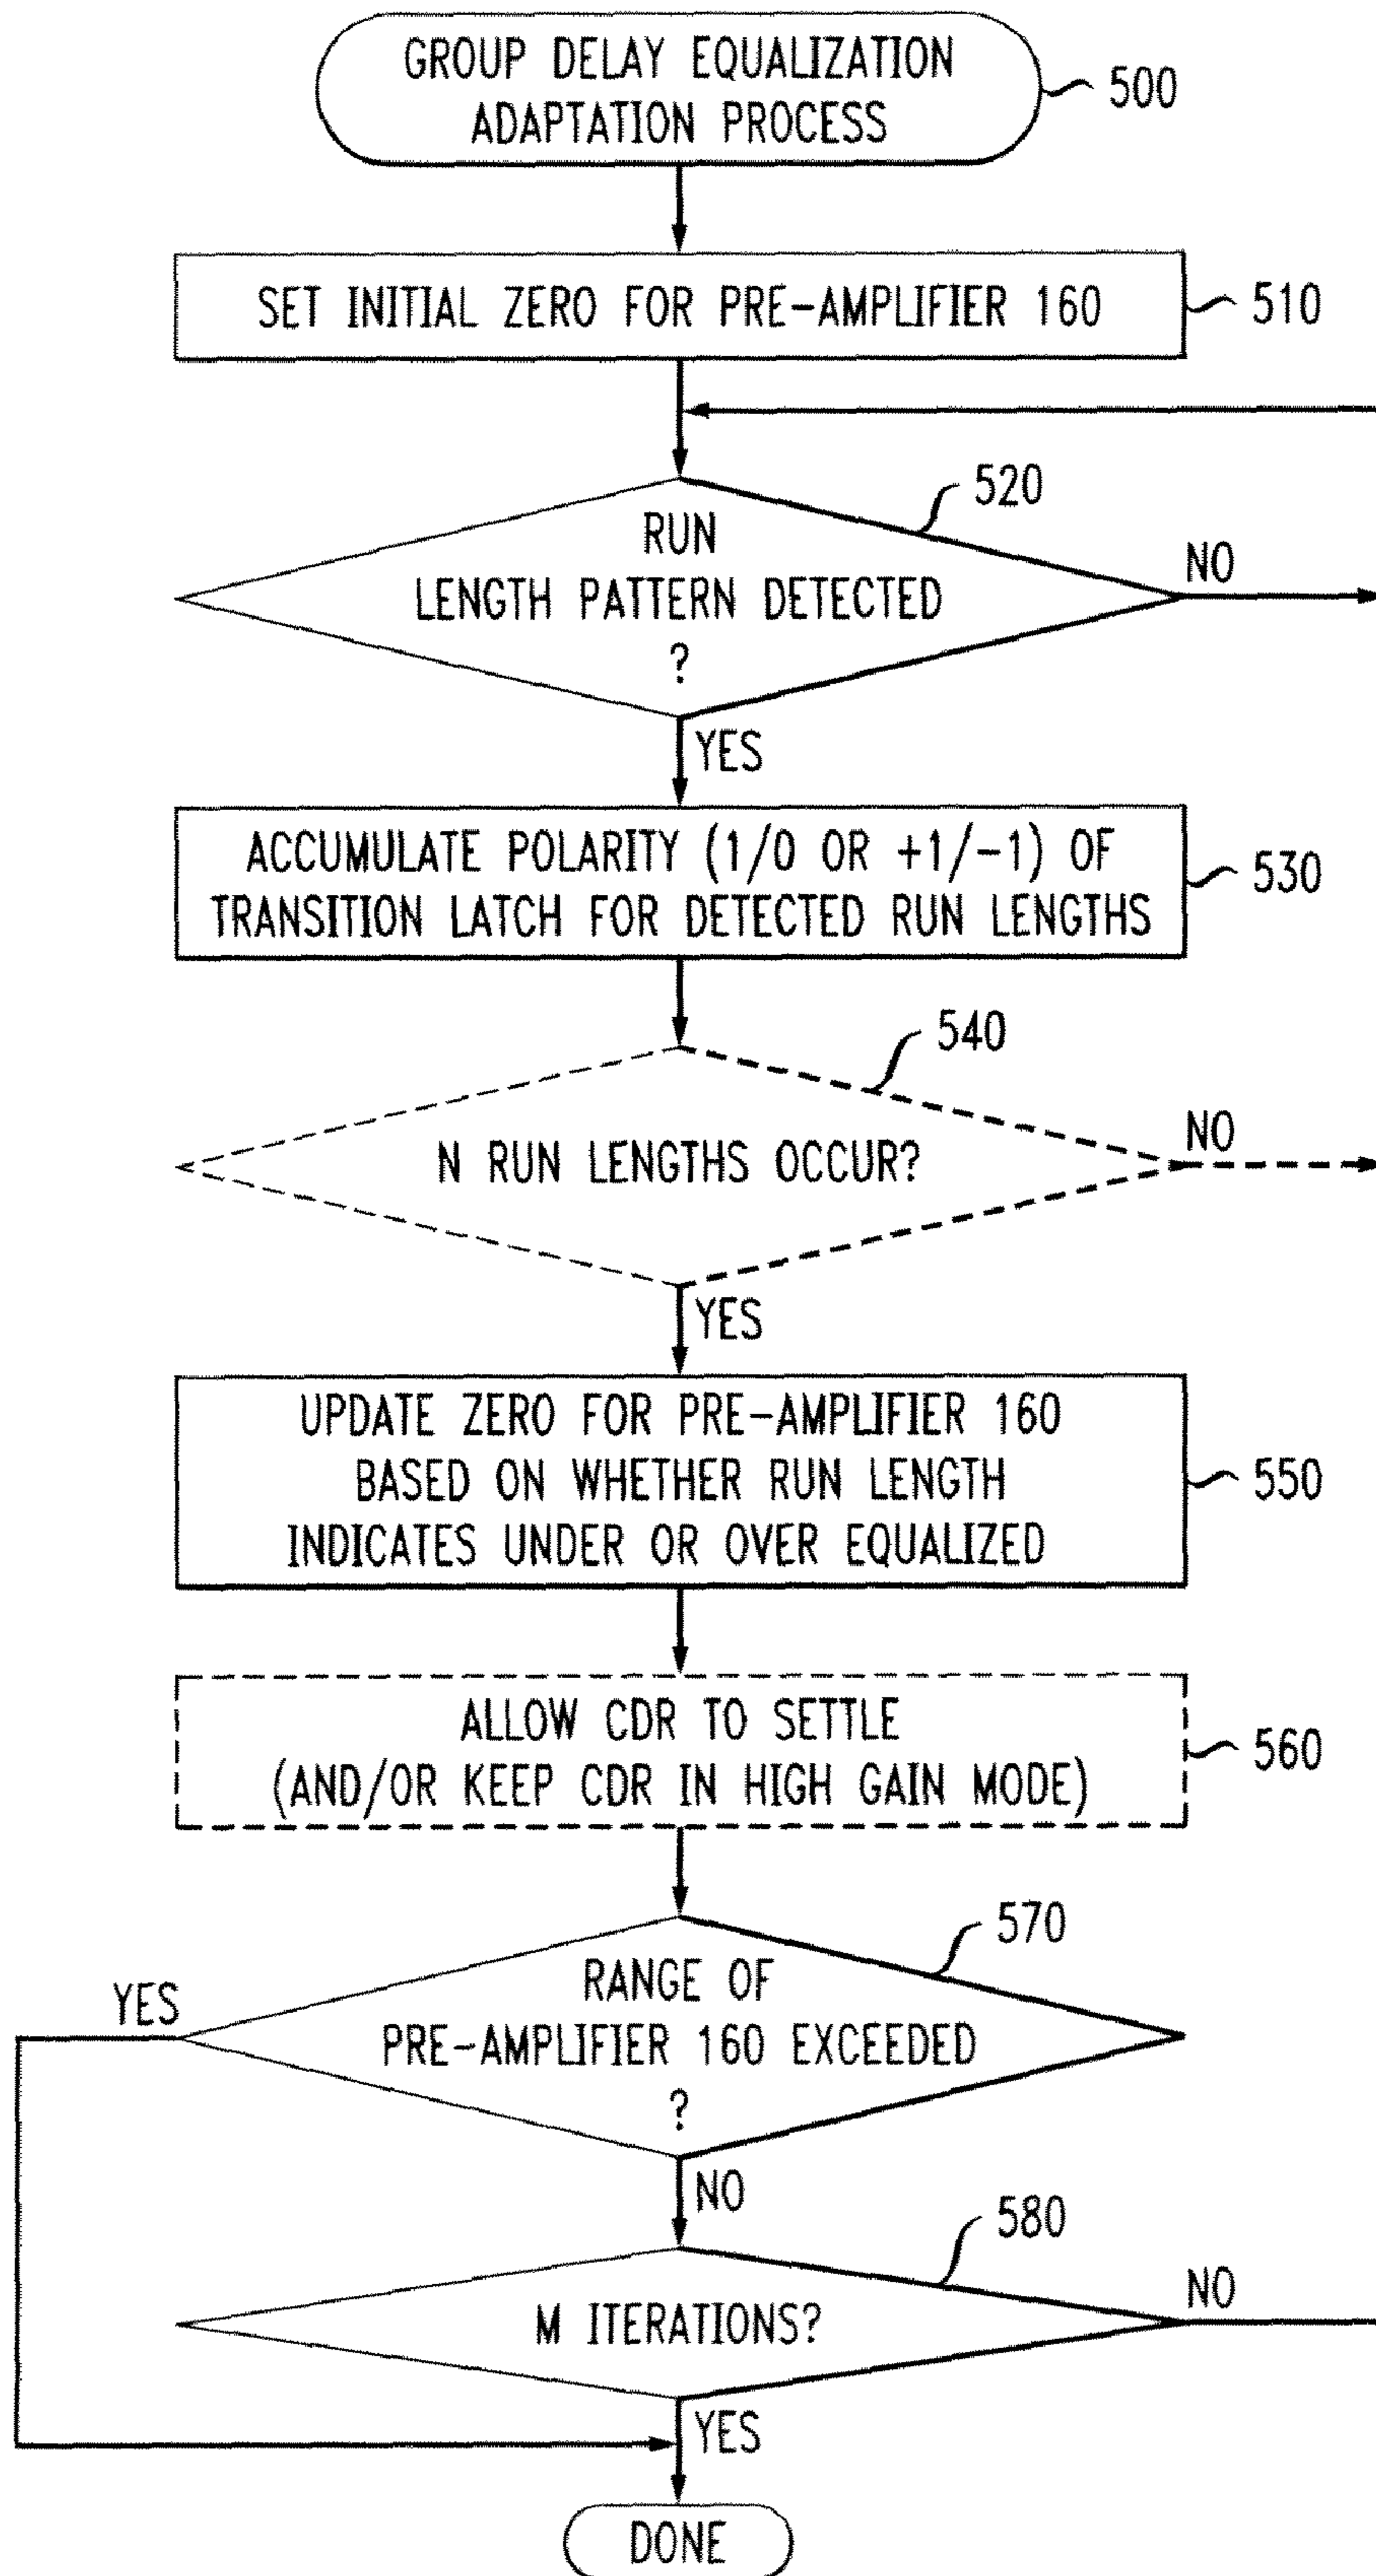 GROUP DELAY EQUALIZATION
ADAPTATION PROCESS
500
SET INITIAL ZERO FOR PRE-AMPLIFIER 160
510
520
RUN
LENGTH PATTERN DETECTED
?
NO
YES
ACCUMULATE POLARITY (1/0 OR +1/-1) OF
TRANSITION LATCH FOR DETECTED RUN LENGTHS
530
540
N RUN LENGTHS OCCUR?
NO
YES
UPDATE ZERO FOR PRE-AMPLIFIER 160
BASED ON WHETHER RUN LENGTH
INDICATES UNDER OR OVER EQUALIZED
550
ALLOW CDR TO SETTLE
(AND/OR KEEP CDR IN HIGH GAIN MODE)
560
570
RANGE OF
PRE-AMPLIFIER 160 EXCEEDED
?
YES
NO
580
M ITERATIONS?
NO
YES
DONE